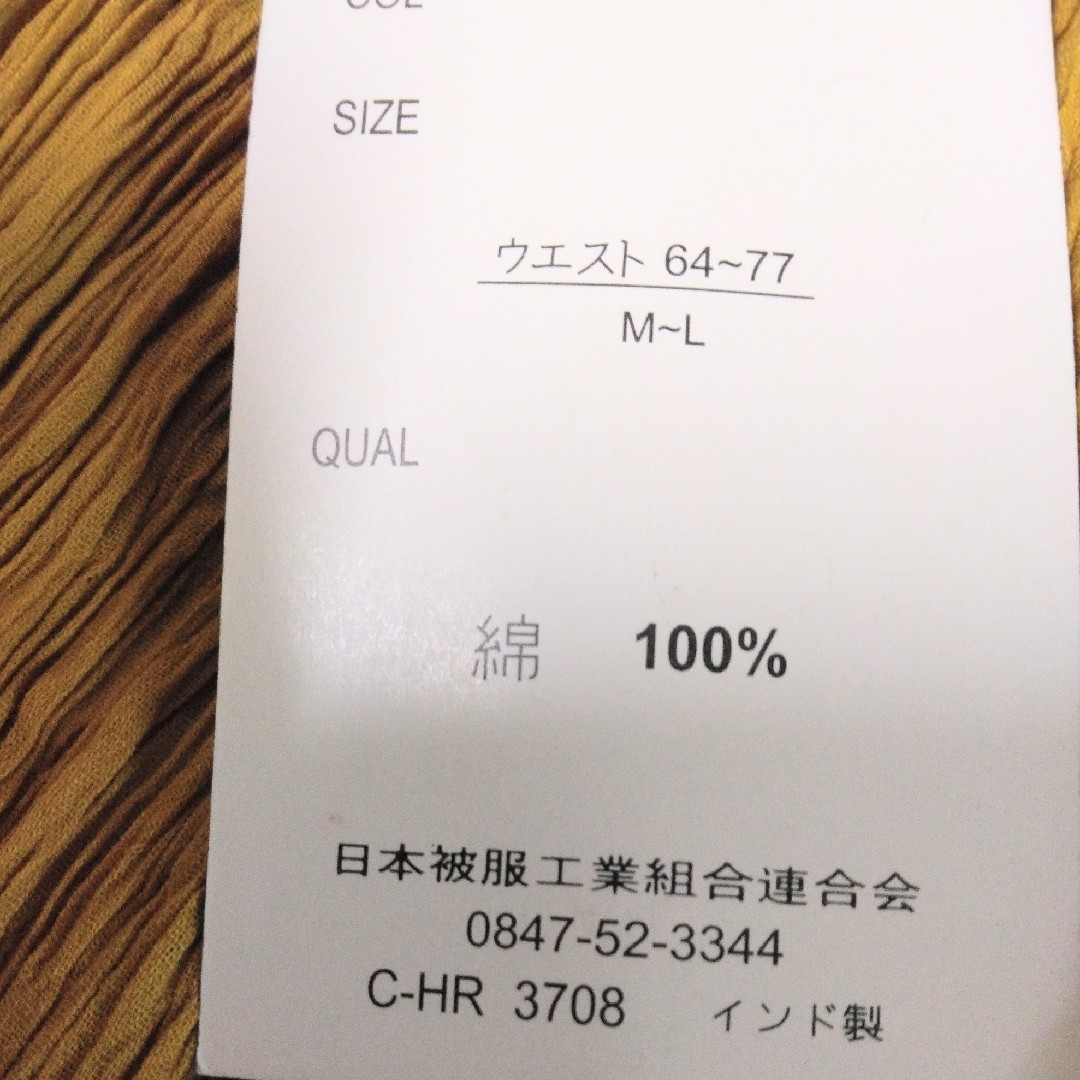 COL
SIZE
ウエスト 64~77
M~L
QUAL
綿 100%
日本被服工業組合連合会
0847-52-3344
C-HR 3708 インド製